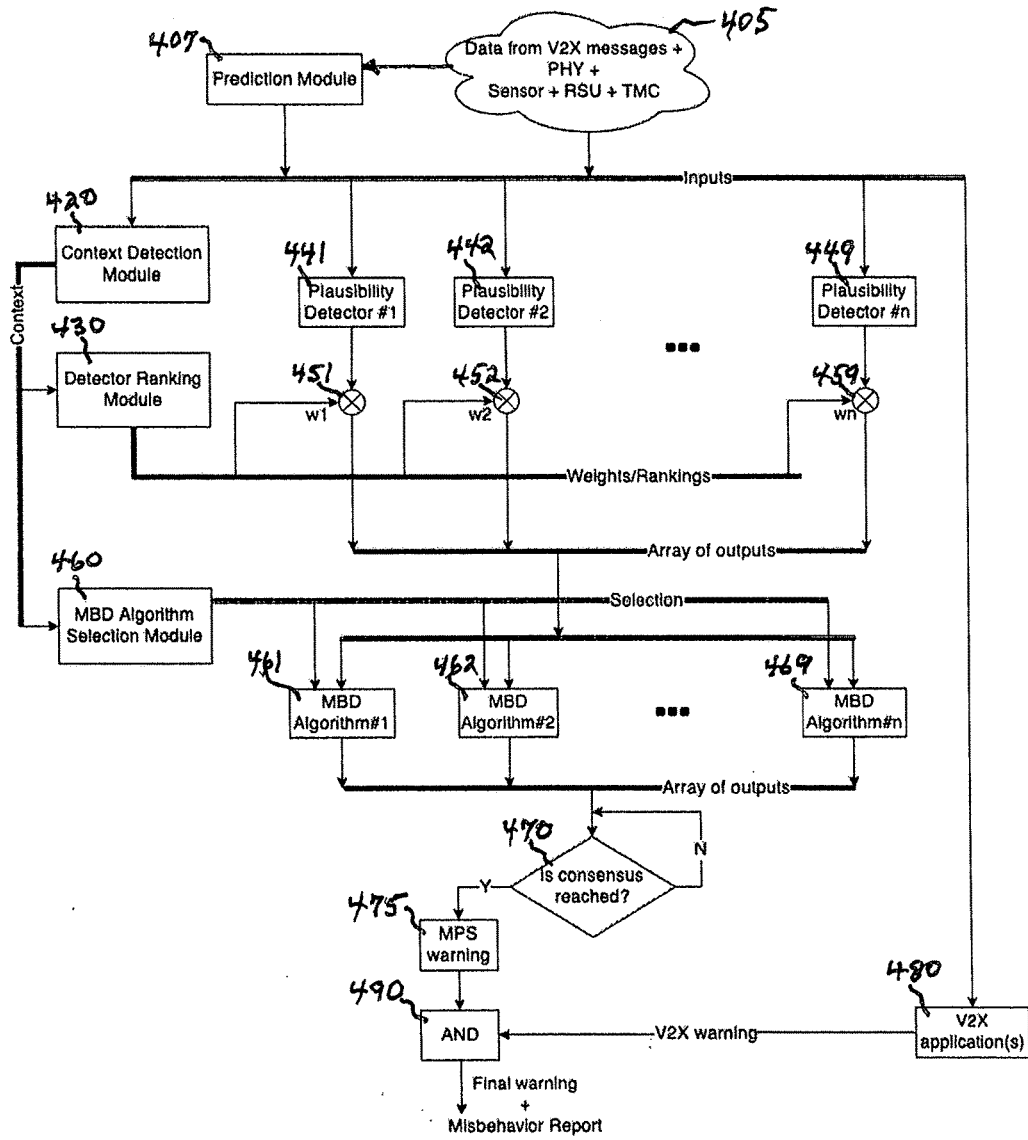 407
405
Prediction Module
Data from V2X messages +
PHY +
Sensor + RSU + TMC
Inputs
420
Context Detection
Module
Context
441
Plausibility
Detector #1
442
Plausibility
Detector #2
449
Plausibility
Detector #n
430
Detector Ranking
Module
451
w1
452
w2
459
wn
Weights/Rankings
Array of outputs
460
MBD Algorithm
Selection Module
Selection
461
MBD
Algorithm#1
462
MBD
Algorithm#2
469
MBD
Algorithm#n
Array of outputs
470
Is consensus
reached?
N
Y
475
MPS
warning
490
AND
V2X warning
480
V2X
application(s)
Final warning
+
Misbehavior Report